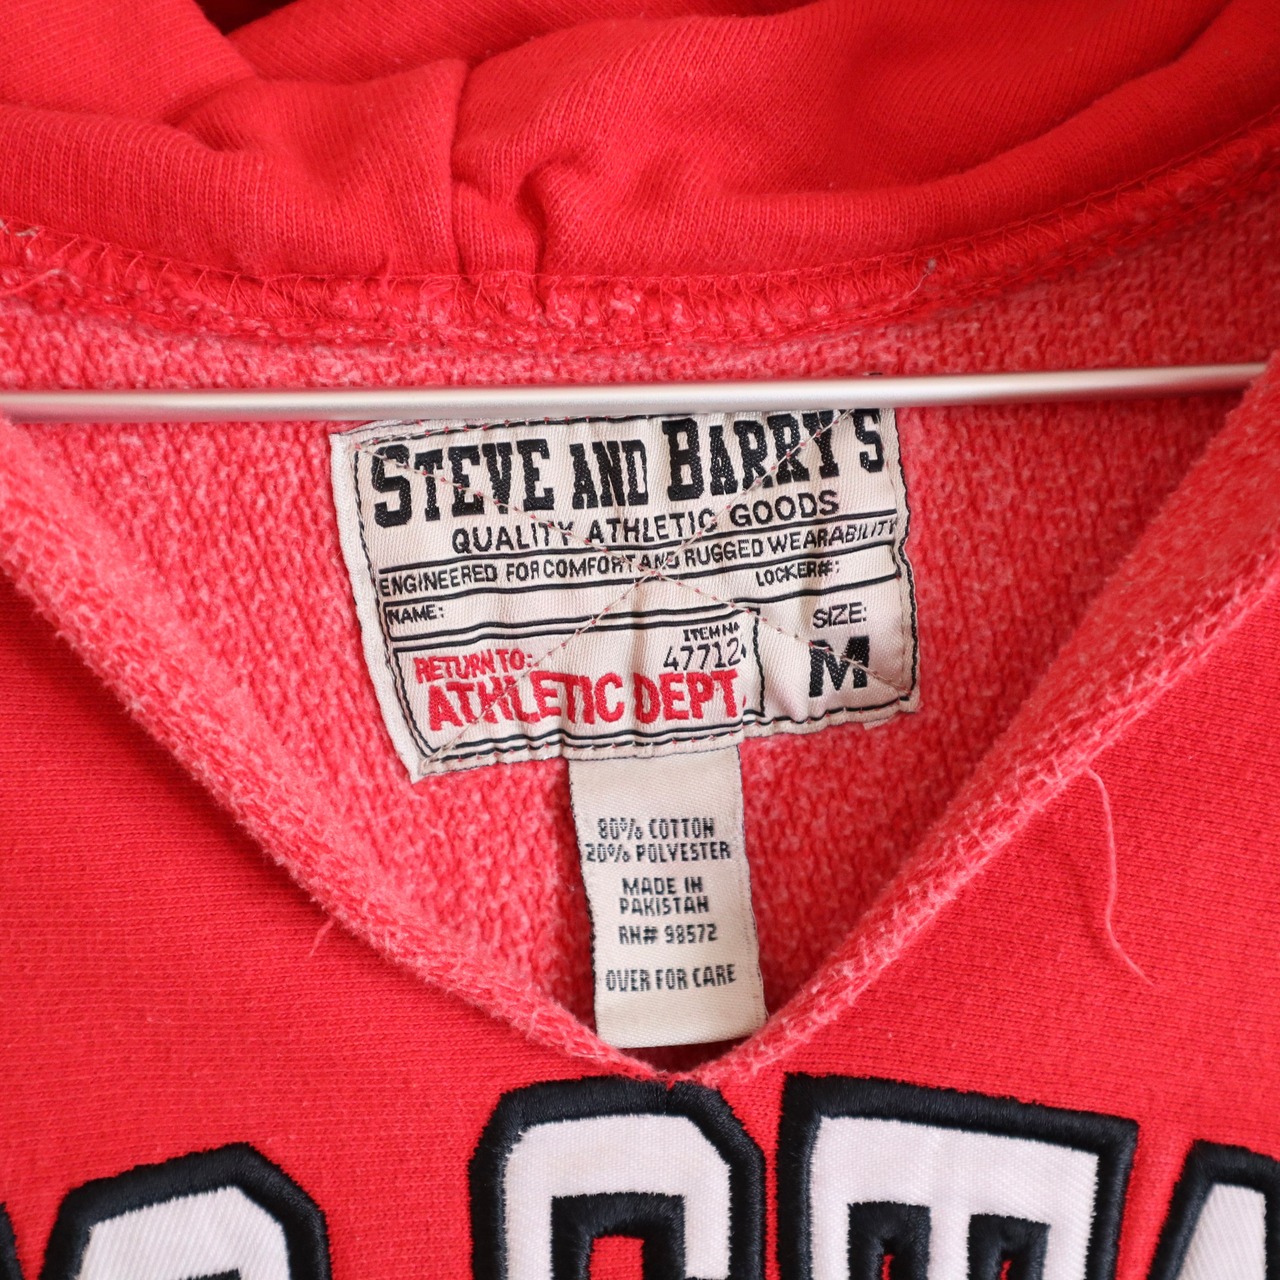 STEVE AND BARRY'S
QUALITY ATHLETIC GOODS
ENGINEERED FOR COMFORT AND RUGGED WEARABILITY
LOCKER#:
NAME:
SIZE:
M
ITEM No
RETURN TO:
ATHLETIC DEPT.
80% COTTON
20% POLYESTER
MADE IN
PAKISTAN
RN# 98572
OVER FOR CARE